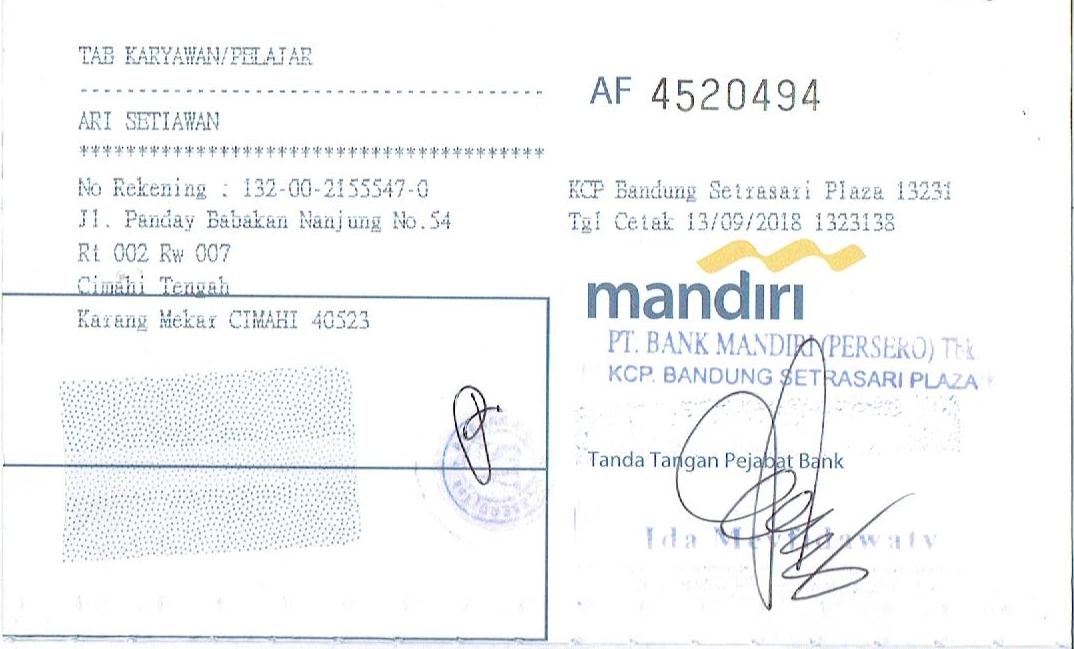 TAB KARYAWAN/PELAJAR
----------------------------------------
ARI SETIAWAN
****************************************
No Rekening : 132-00-2155547-0
Jl. Panday Babakan Nanjung No.54
Rt 002 Rw 007
Cimahi Tengah
Karang Mekar CIMAHI 40523
AF 4520494
KCP Bandung Setrasari Plaza 13231
Tgl Cetak 13/09/2018 1323138
mandiri
PT. BANK MANDIRI (PERSERO) Tbk.
KCP. BANDUNG SETRASARI PLAZA
Tanda Tangan Pejabat Bank
Ida